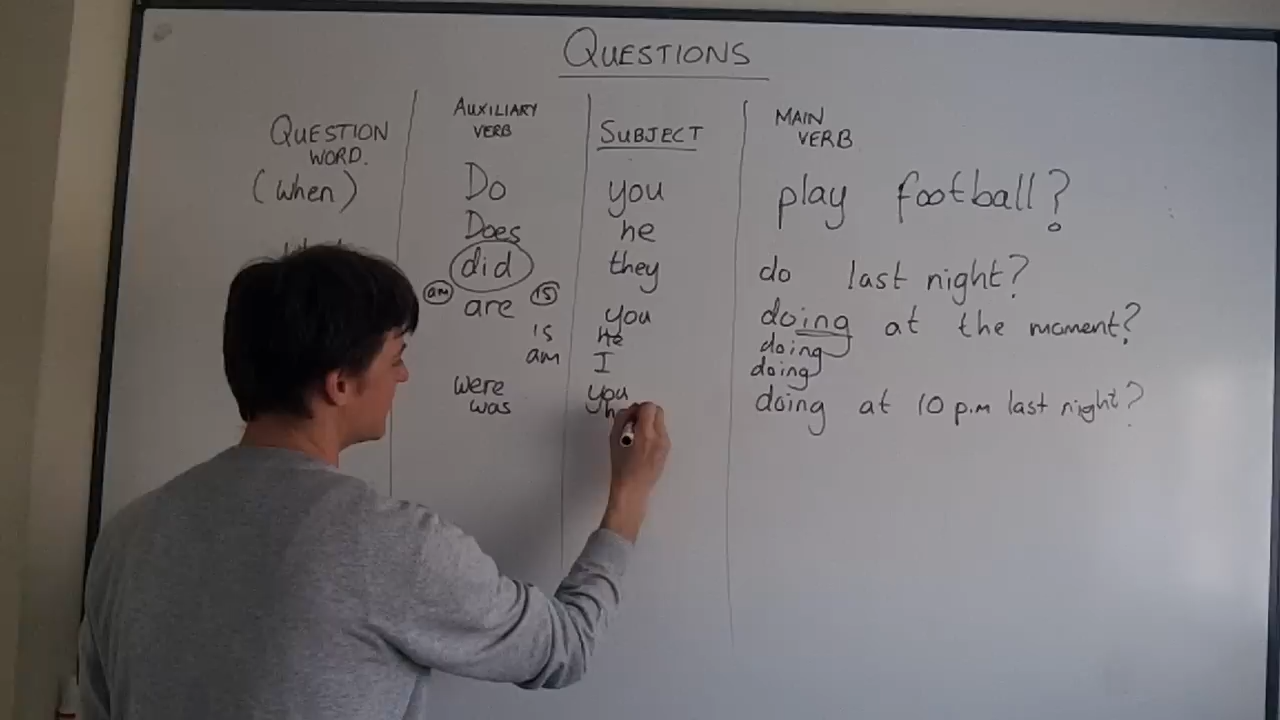 QUESTIONS
QUESTION WORD. AUXILIARY VERB SUBJECT MAIN VERB
(when) Do you play football?
Does he
did they do last night?
am are is you doing at the moment?
is He doing
am I doing
were you doing at 10 p.m last night?
was